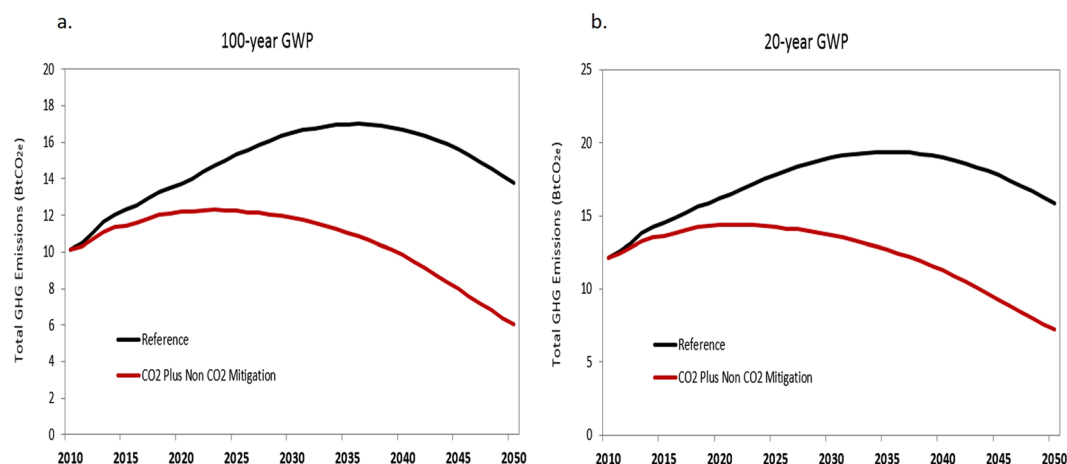 a.
100-year GWP
Total GHG Emissions (BtCO2e)
20
18
16
14
12
10
8
6
4
2
0
Reference
CO2 Plus Non CO2 Mitigation
2010 2015 2020 2025 2030 2035 2040 2045 2050
b.
20-year GWP
Total GHG Emissions (BtCO2e)
25
20
15
10
5
0
Reference
CO2 Plus Non CO2 Mitigation
2010 2015 2020 2025 2030 2035 2040 2045 2050